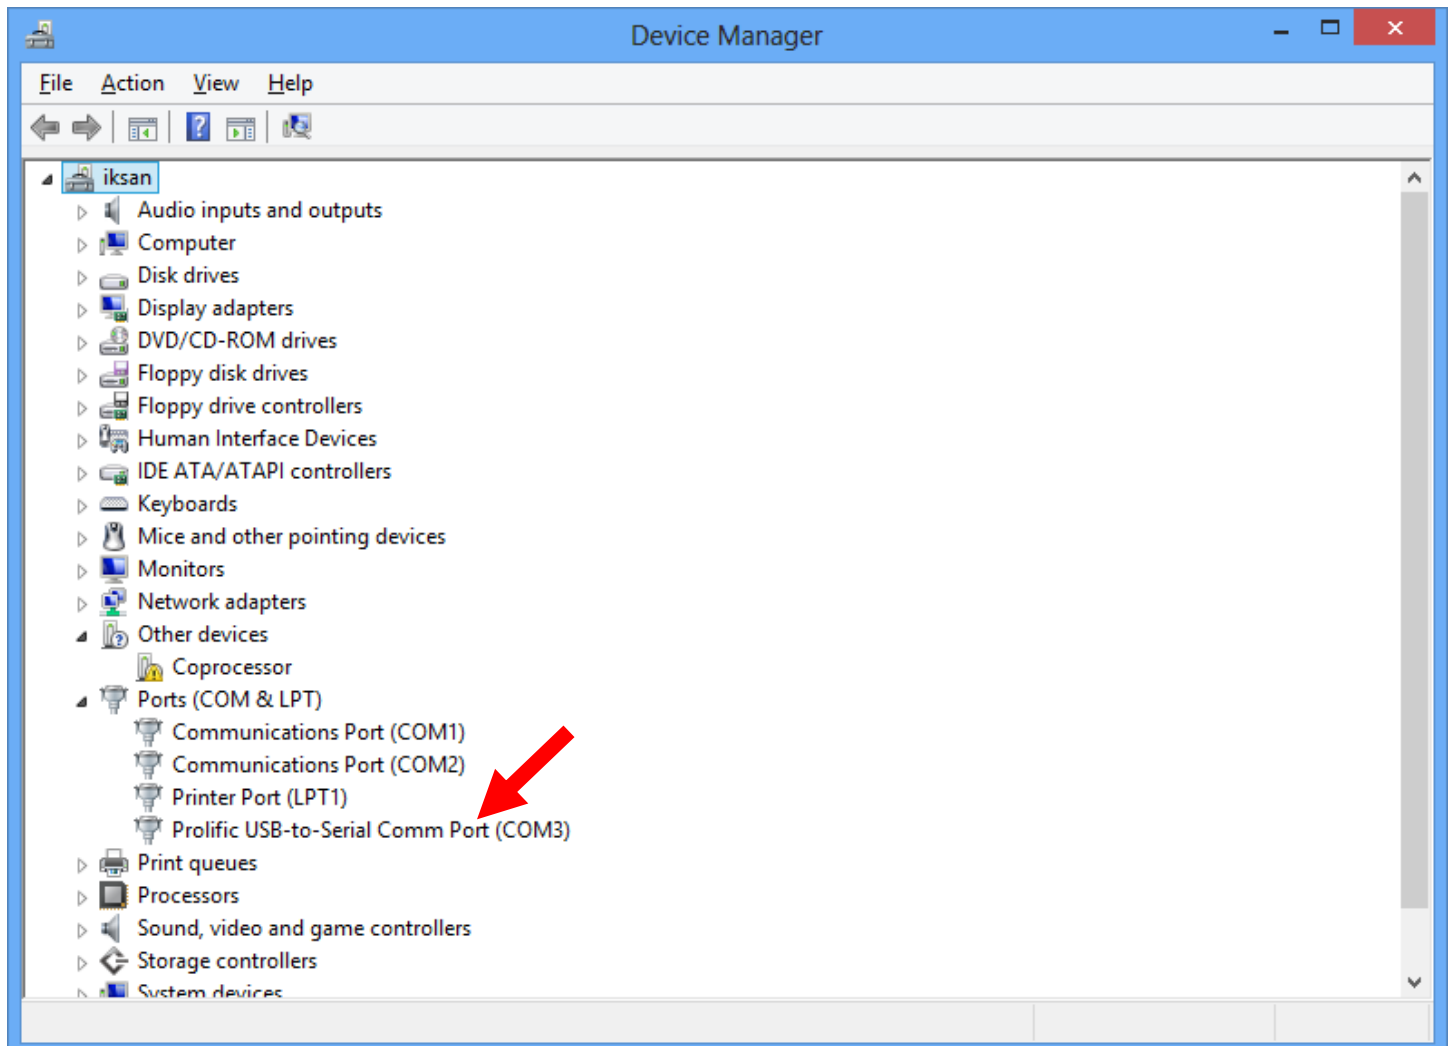 Device Manager
File Action View Help
iksan
Audio inputs and outputs
Computer
Disk drives
Display adapters
DVD/CD-ROM drives
Floppy disk drives
Floppy drive controllers
Human Interface Devices
IDE ATA/ATAPI controllers
Keyboards
Mice and other pointing devices
Monitors
Network adapters
Other devices
Coprocessor
Ports (COM & LPT)
Communications Port (COM1)
Communications Port (COM2)
Printer Port (LPT1)
Prolific USB-to-Serial Comm Port (COM3)
Print queues
Processors
Sound, video and game controllers
Storage controllers
System devices